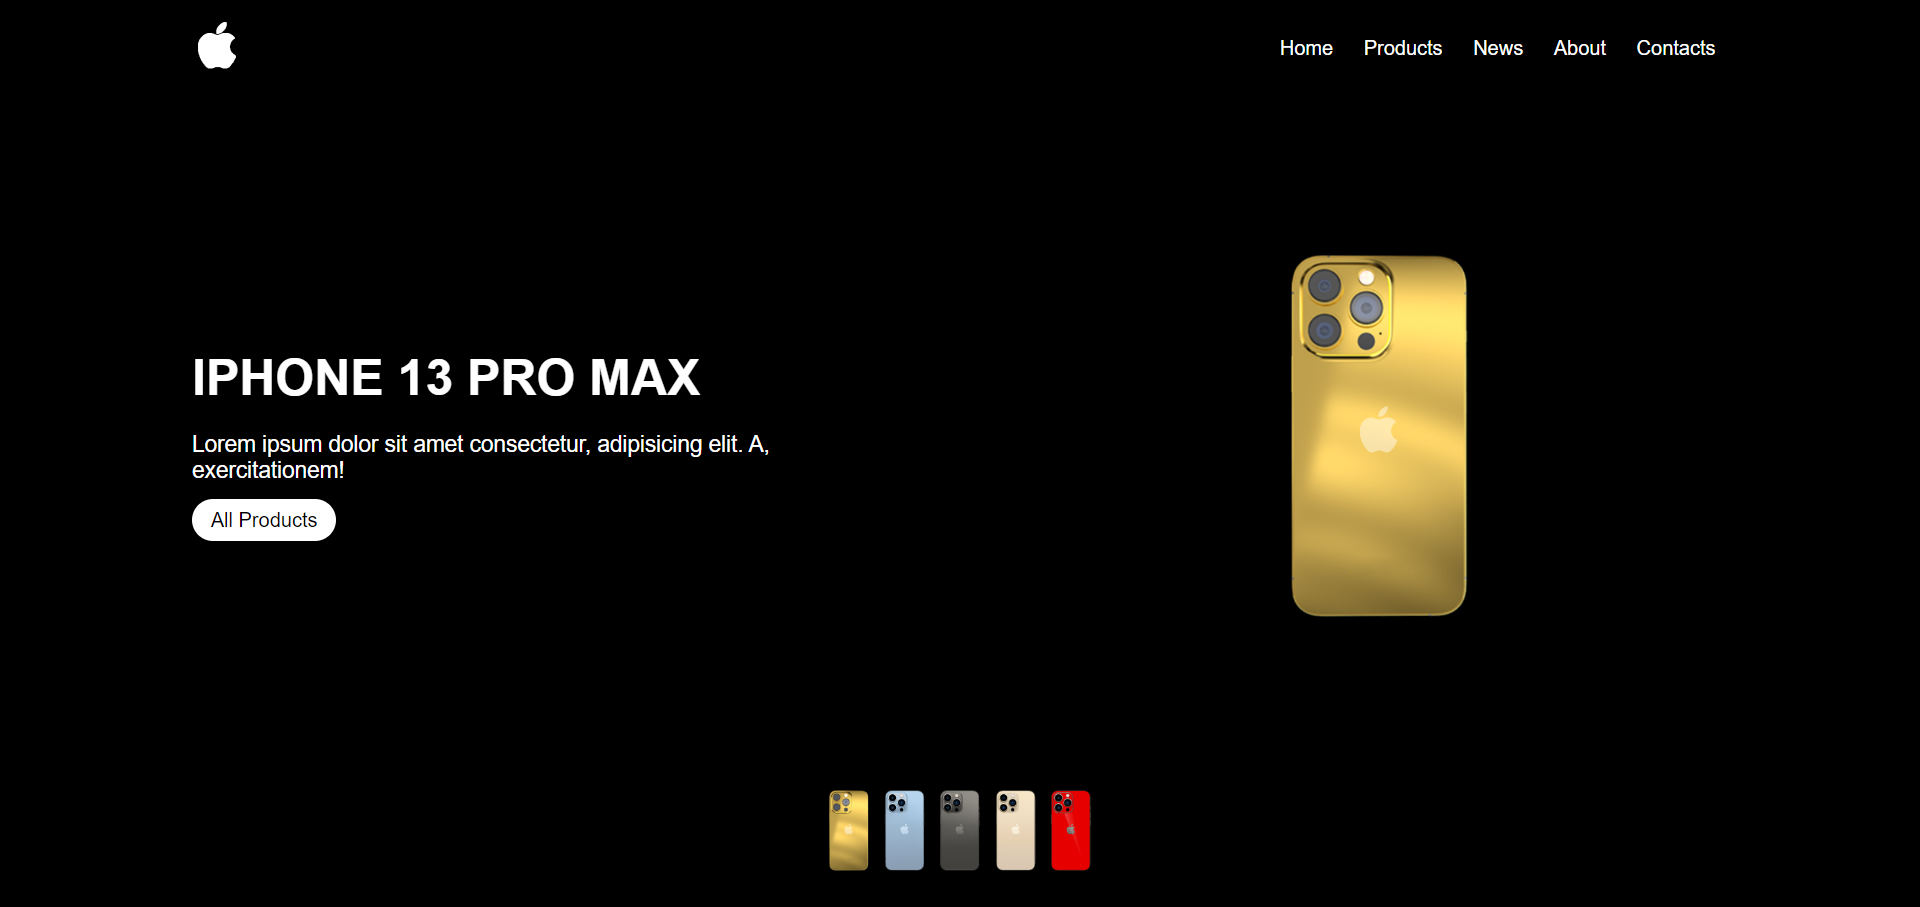 Home Products News About Contacts
IPHONE 13 PRO MAX
Lorem ipsum dolor sit amet consectetur, adipisicing elit. A,
exercitationem!
All Products